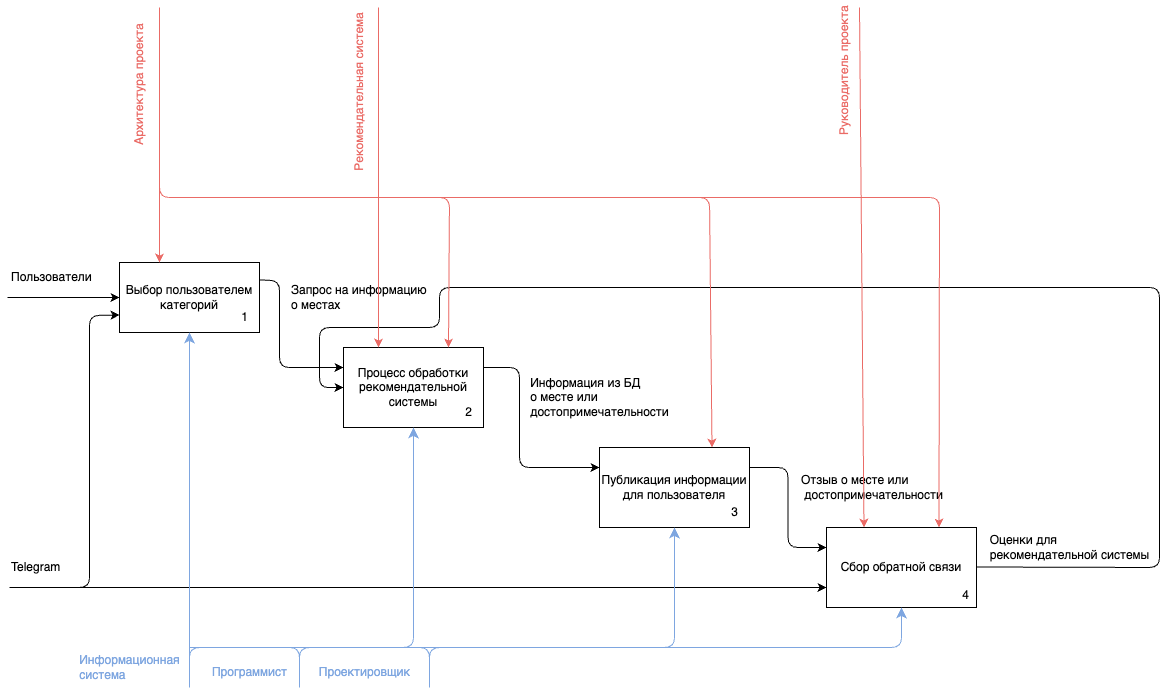 Архитектура проекта
Рекомендательная система
Руководитель проекта
Пользователи
Выбор пользователем
категорий
1
Запрос на информацию
о местах
Процесс обработки
рекомендательной
системы
2
Информация из БД
о месте или
достопримечательности
Публикация информации
для пользователя
3
Отзыв о месте или
достопримечательности
Telegram
Сбор обратной связи
4
Оценки для
рекомендательной системы
Информационная
система
Программист
Проектировщик